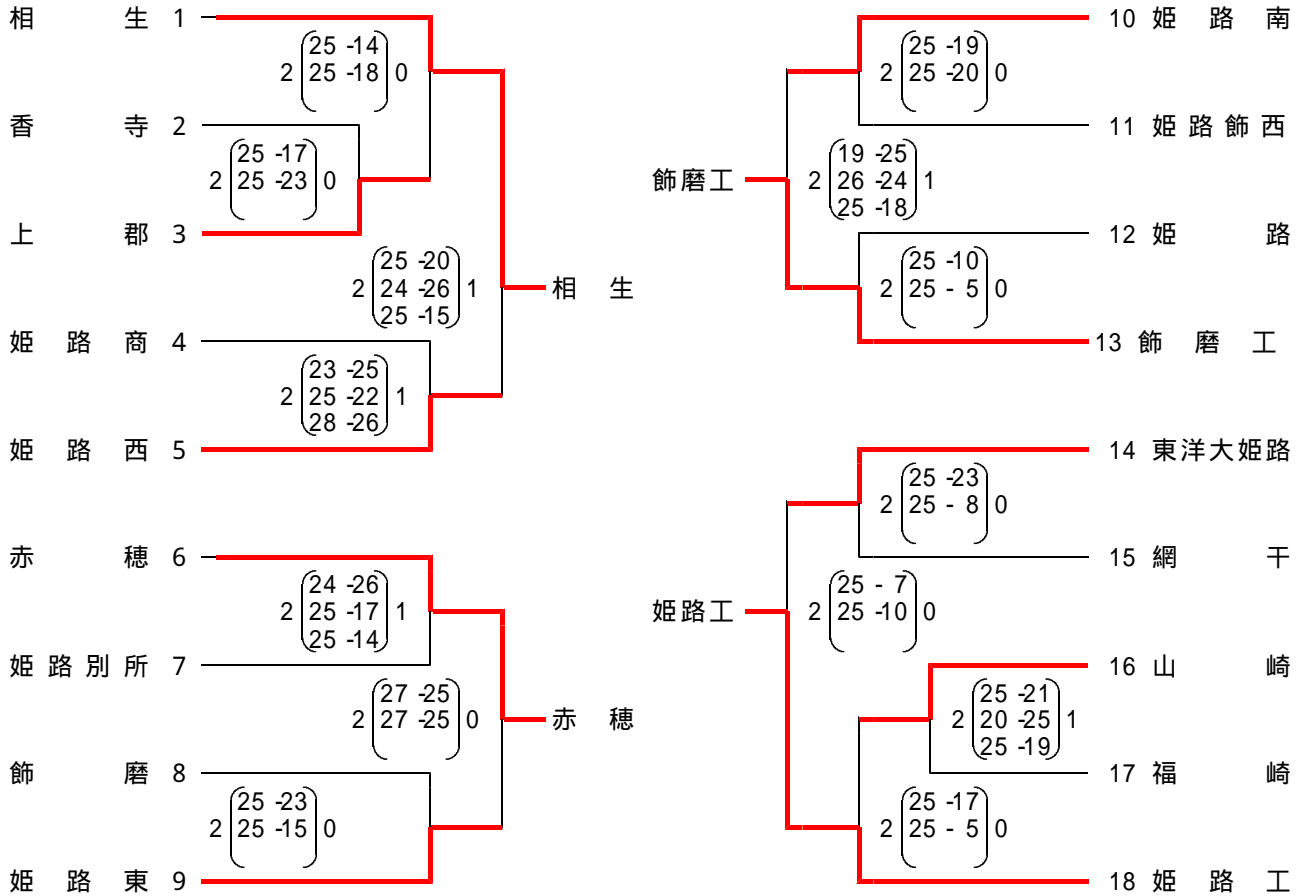 相生 1
25 -14
2 25 -18 0
香寺 2
25 -17
2 25 -23 0
上郡 3
25 -20
2 24 -26 1
25 -15
相生
姫路商 4
23 -25
2 25 -22 1
28 -26
姫路西 5
赤穂 6
24 -26
2 25 -17 1
25 -14
姫路別所 7
27 -25
2 27 -25 0
赤穂
飾磨 8
25 -23
2 25 -15 0
姫路東 9
10 姫路南
25 -19
2 25 -20 0
11 姫路飾西
飾磨工
19 -25
2 26 -24 1
25 -18
12 姫路
25 -10
2 25 - 5 0
13 飾磨工
14 東洋大姫路
25 -23
2 25 - 8 0
15 網干
姫路工
25 - 7
2 25 -10 0
16 山崎
25 -21
2 20 -25 1
25 -19
17 福崎
25 -17
2 25 - 5 0
18 姫路工